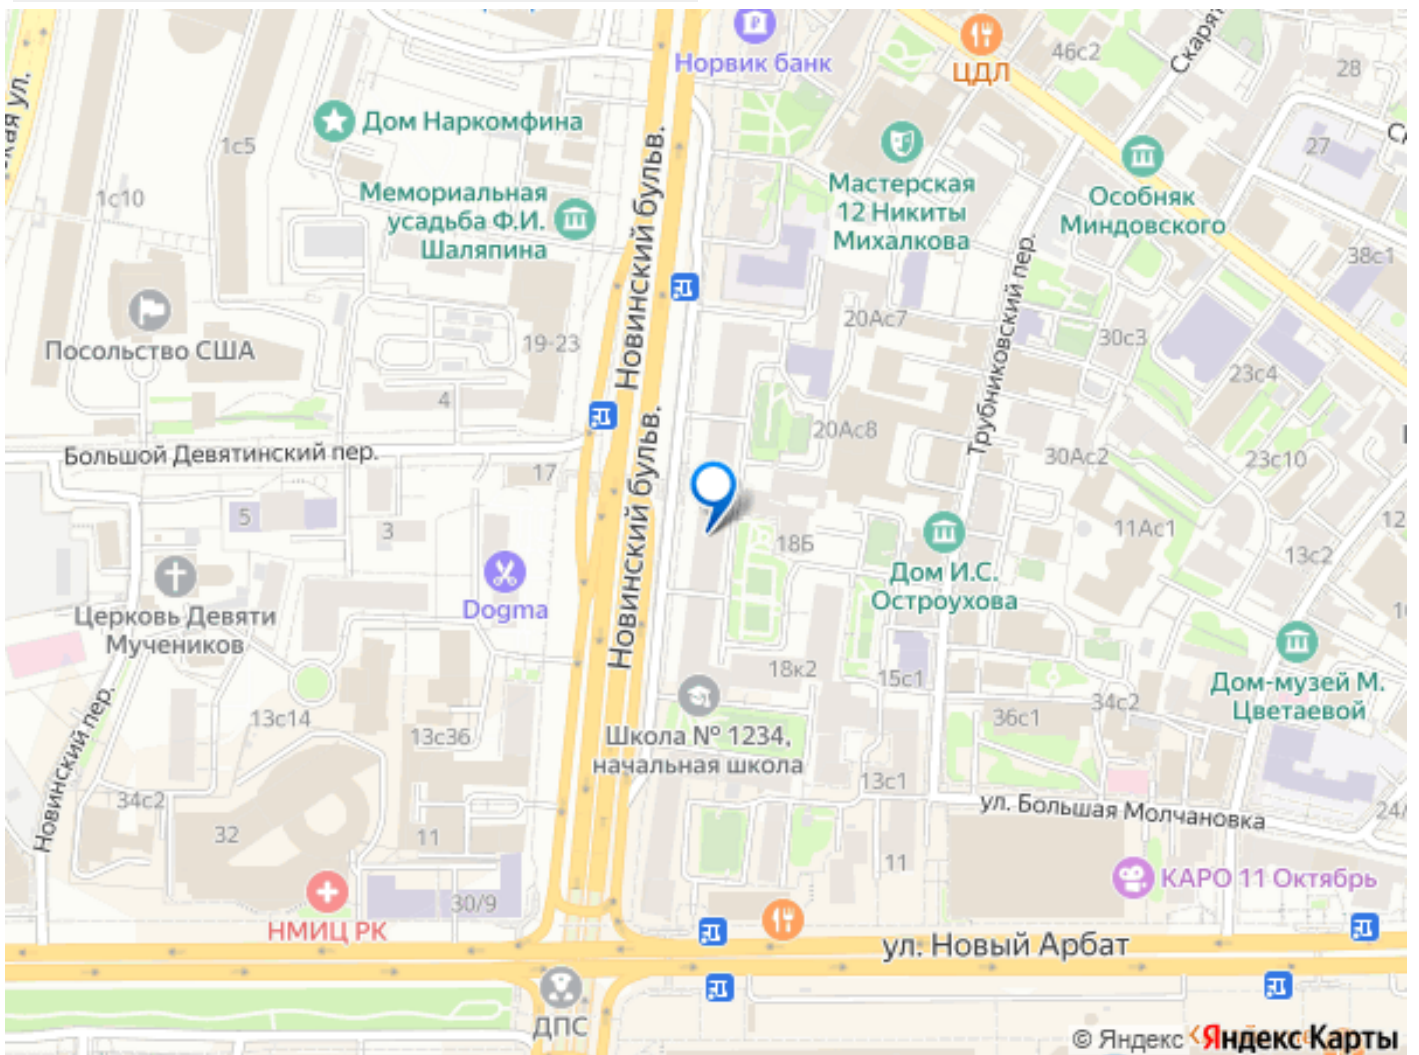 Норвик банк
ЦДЛ
46с2
28
Дом Наркомфина
1с5
27
1с10
Мемориальная
усадьба Ф.И.
Шаляпина
Мастерская
12 Никиты
Михалкова
Особняк
Миндовского
38с1
Новинский бульв.
Новинский бульв.
Новинский бульв.
Трубниковский пер.
20Ас7
30с3
Посольство США
19-23
23с4
4
20Ас8
Большой Девятинский пер.
17
30Ас2
23с10
5
3
18Б
11Ас1
13с2
Dogma
Дом И.С.
Остроухова
Церковь Девяти
Мучеников
18к2
15с1
Дом-музей М.
Цветаевой
34с2
36с1
13с14
13с36
Школа № 1234,
начальная школа
Новинский пер.
34с2
13с1
ул. Большая Молчановка
32
11
11
КАРО 11 Октябрь
30/9
НМИЦ РК
ул. Новый Арбат
ДПС
© Яндекс
Яндекс Карты